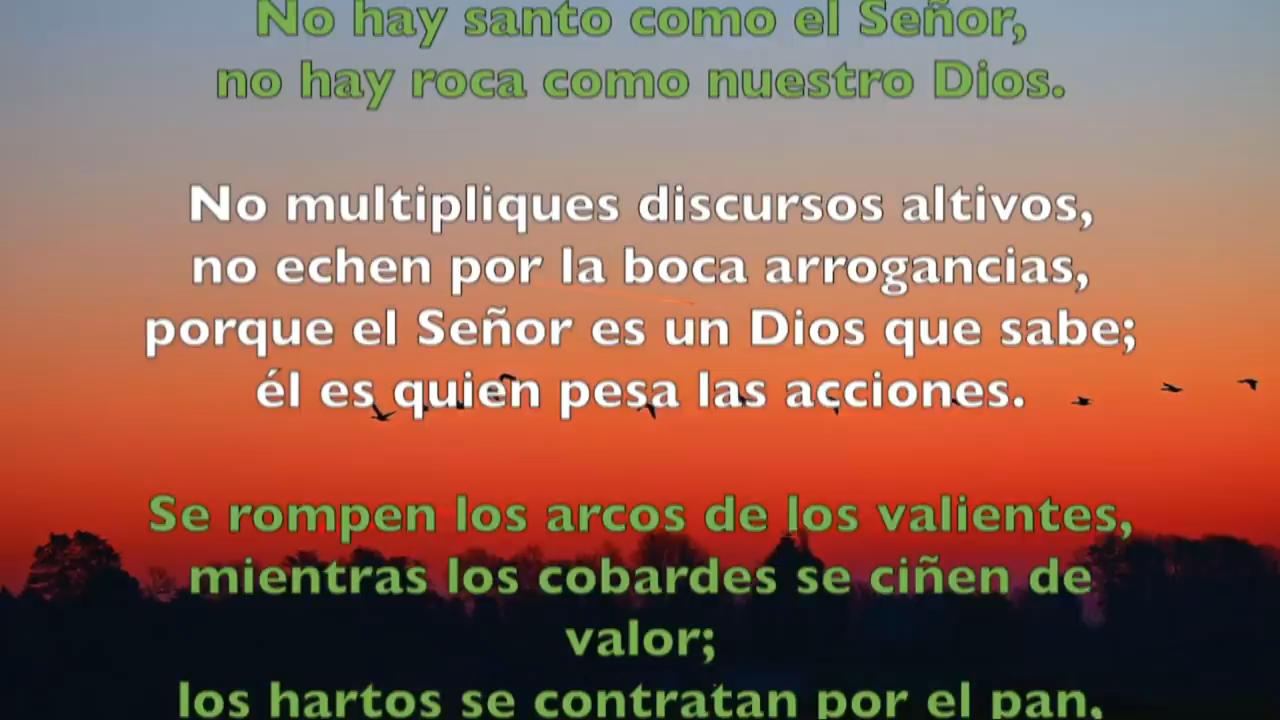 No hay santo como el Señor,
no hay roca como nuestro Dios.
No multipliques discursos altivos,
no echen por la boca arrogancias,
porque el Señor es un Dios que sabe;
él es quien pesa las acciones.
Se rompen los arcos de los valientes,
mientras los cobardes se ciñen de
valor;
los hartos se contratan por el pan,